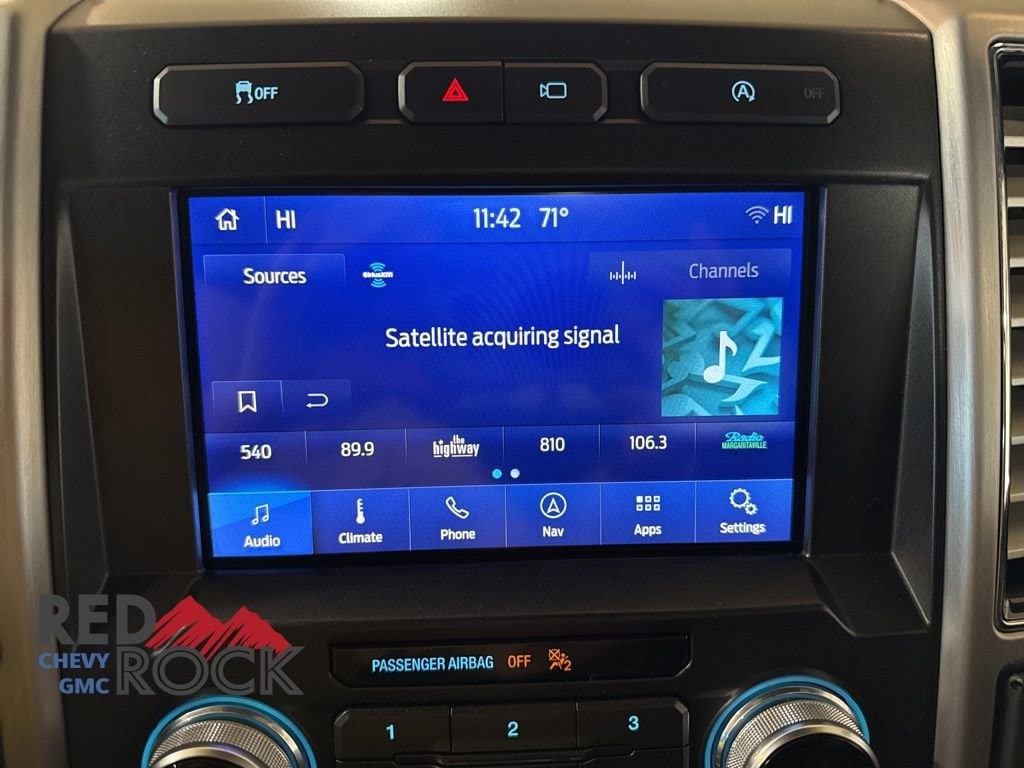 OFF
A OFF
HI 11:42 71° HI
Sources SiriusXM Channels
Satellite acquiring signal
540 89.9 the highway 810 106.3 Radio MARGARITAVILLE
Audio Climate Phone Nav Apps Settings
RED
CHEVY ROCK
GMC
PASSENGER AIRBAG OFF 2
1 2 3